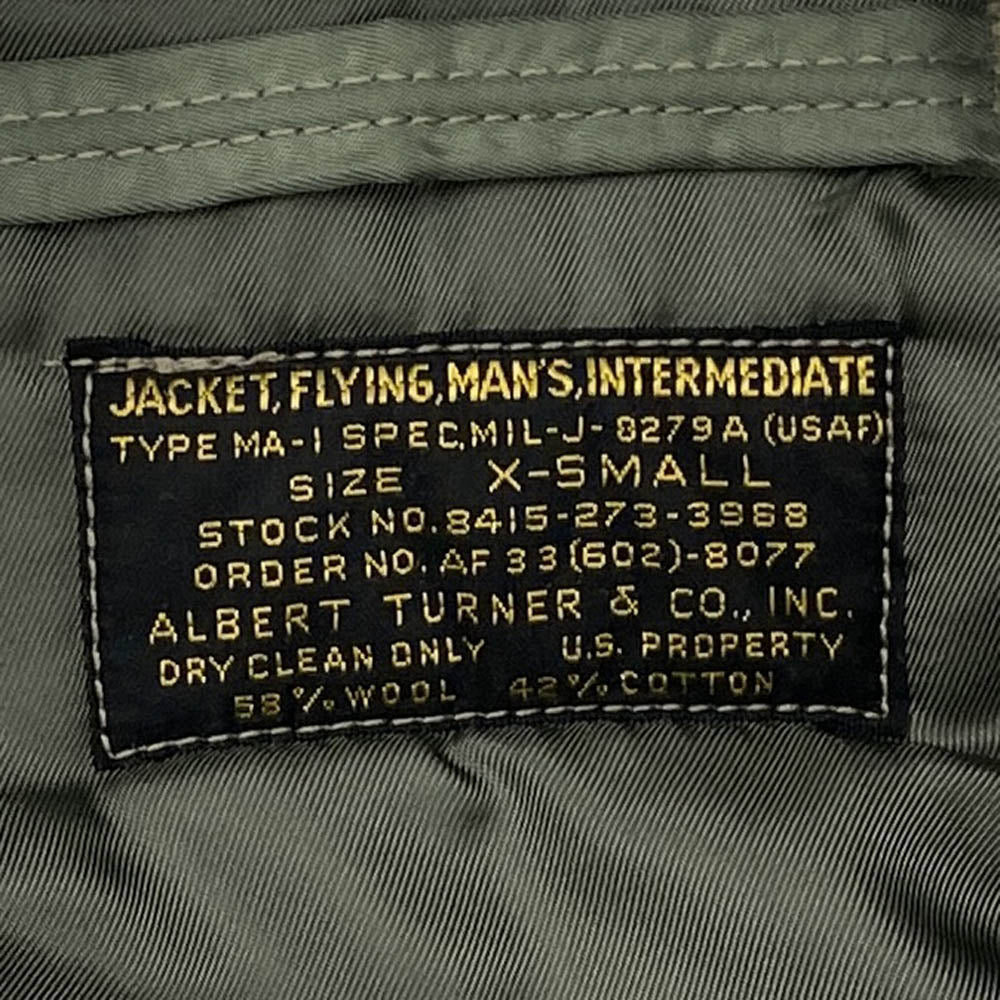 JACKET, FLYING, MAN'S, INTERMEDIATE
TYPE MA-1 SPEC. MIL-J-8279A (USAF)
SIZE X-SMALL
STOCK NO. 8415-273-3968
ORDER NO. AF 33(602)-8077
ALBERT TURNER & CO., INC.
DRY CLEAN ONLY U.S. PROPERTY
58% WOOL 42% COTTON